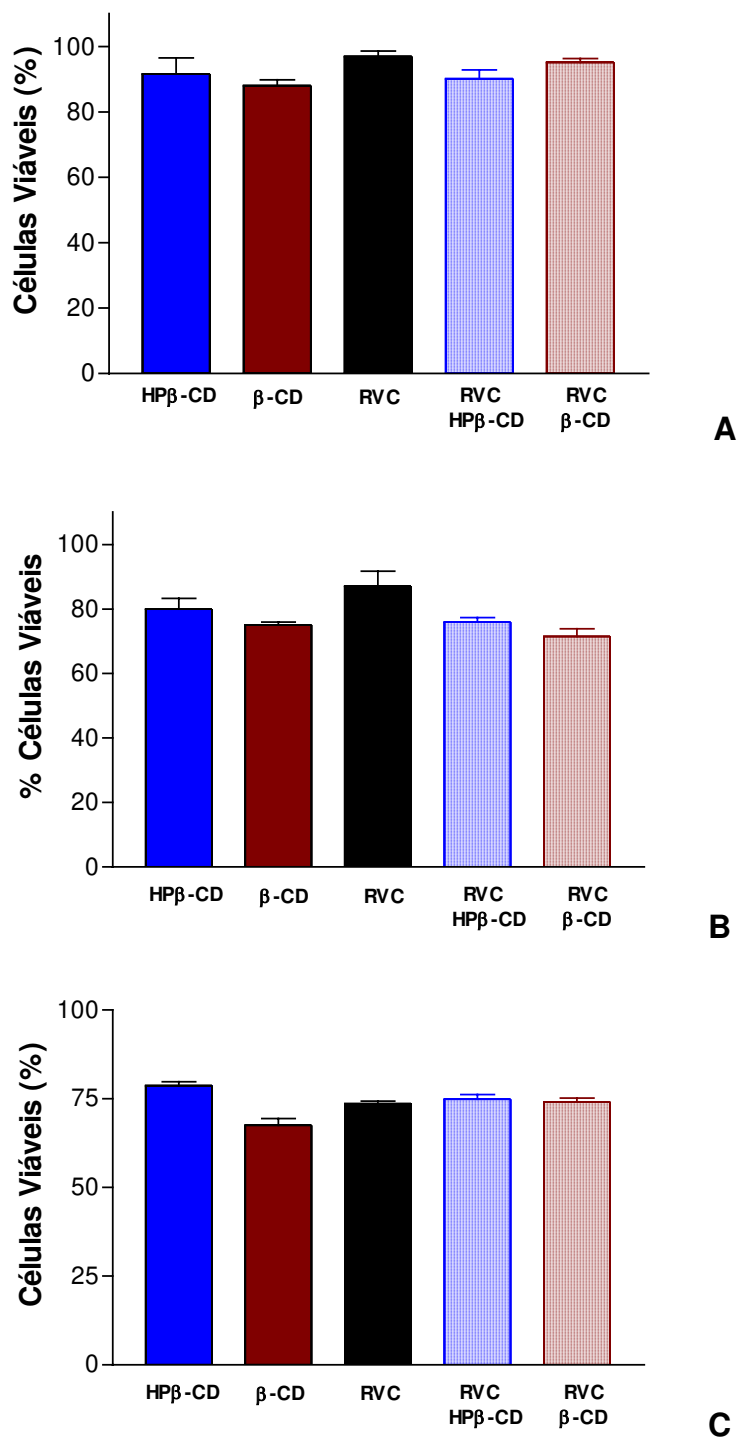 Células Viáveis (%)
100
80
60
40
20
0
HPβ-CD β-CD RVC RVC RVC
HPβ-CD β-CD
A
% Células Viáveis
100
80
60
40
20
0
HPβ-CD β-CD RVC RVC RVC
HPβ-CD β-CD
B
Células Viáveis (%)
100
75
50
25
0
HPβ-CD β-CD RVC RVC RVC
HPβ-CD β-CD
C